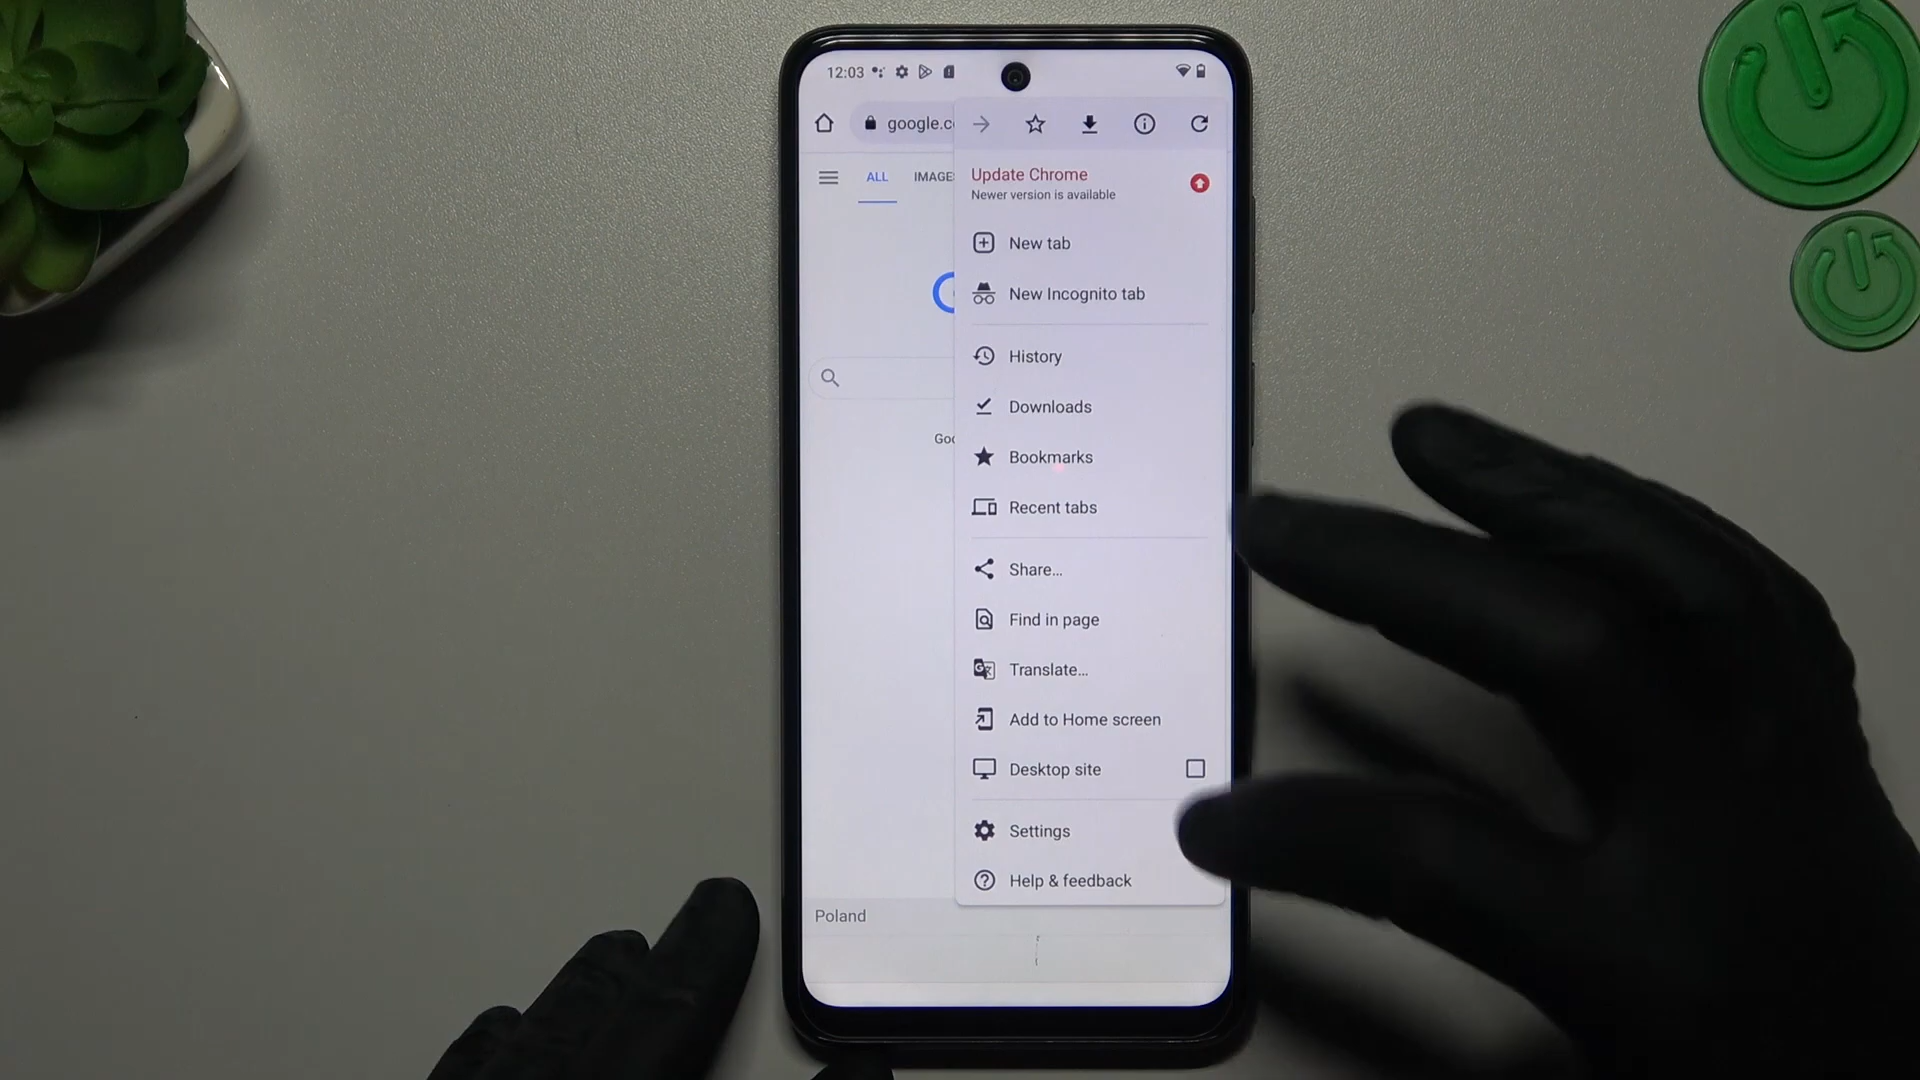 12:03
google.c
ALL IMAGE
Update Chrome
Newer version is available
New tab
New Incognito tab
History
Downloads
Bookmarks
Recent tabs
Share...
Find in page
Translate...
Add to Home screen
Desktop site
Settings
Help & feedback
Goo
Poland